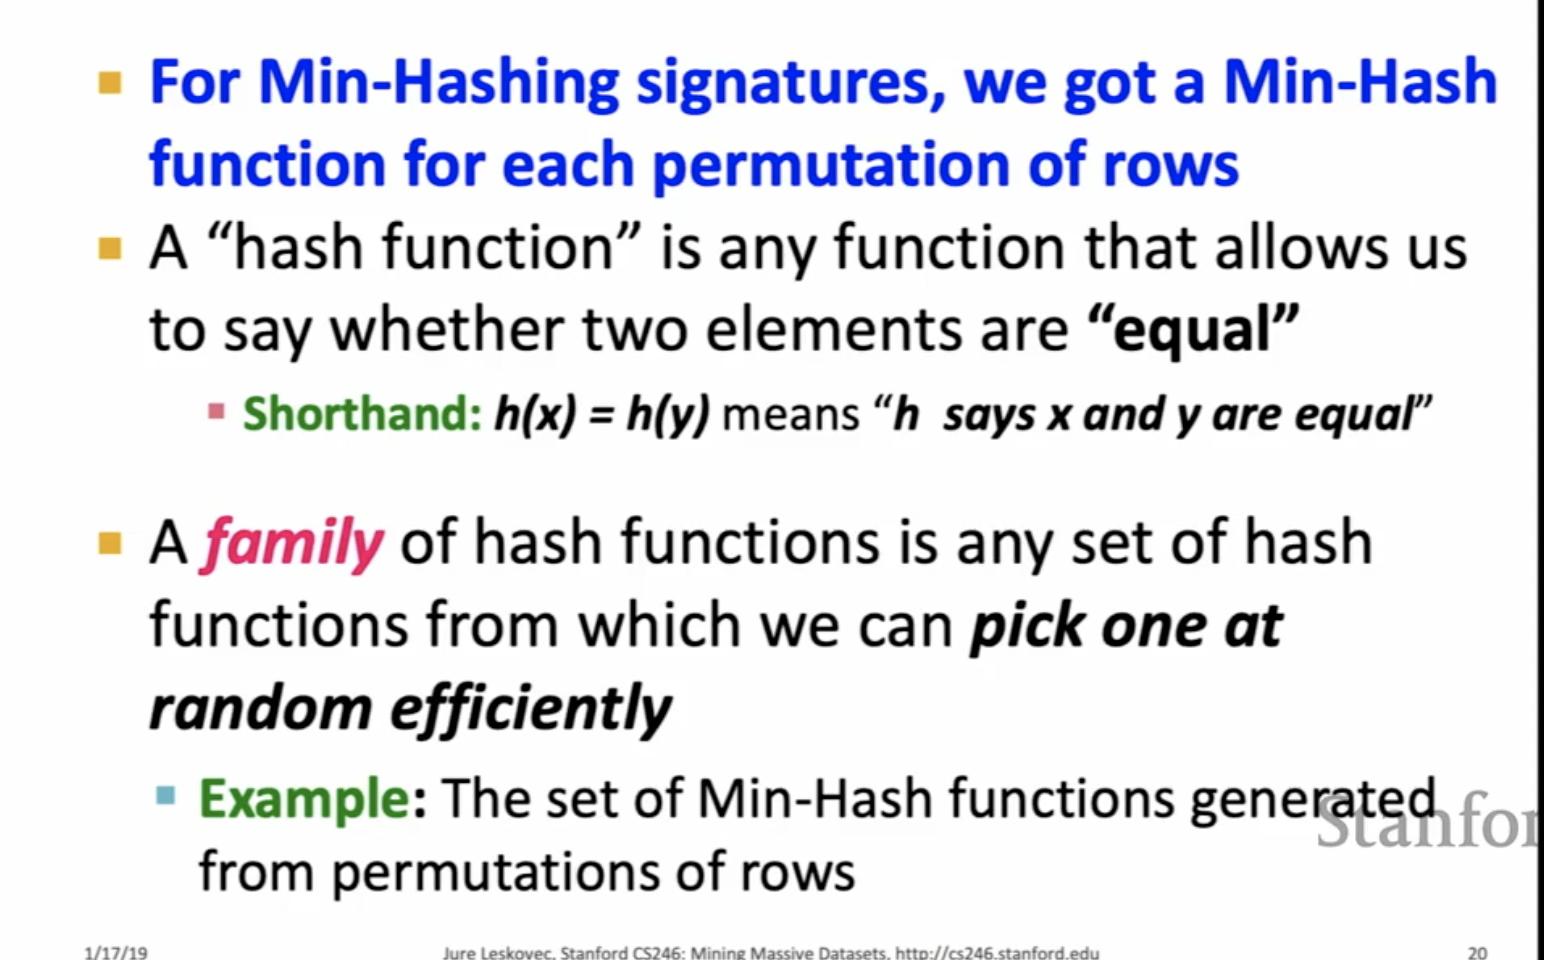 For Min-Hashing signatures, we got a Min-Hash
function for each permutation of rows
A “hash function” is any function that allows us
to say whether two elements are “equal”
Shorthand: h(x) = h(y) means “h says x and y are equal”
A family of hash functions is any set of hash
functions from which we can pick one at
random efficiently
Example: The set of Min-Hash functions generated
from permutations of rows
Stanfor
1/17/19
Jure Leskovec, Stanford CS246: Mining Massive Datasets, http://cs246.stanford.edu
20